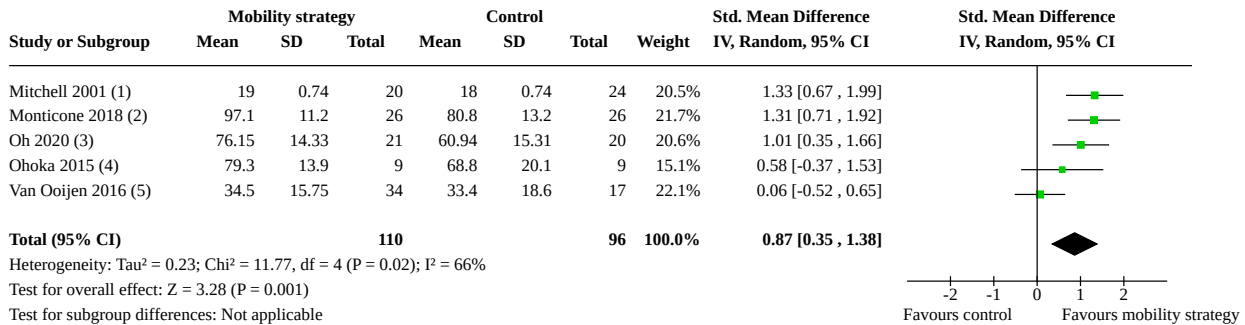 Mobility strategy Control Std. Mean Difference Std. Mean Difference
Study or Subgroup Mean SD Total Mean SD Total Weight IV, Random, 95% CI IV, Random, 95% CI
Mitchell 2001 (1) 19 0.74 20 18 0.74 24 20.5% 1.33 [0.67 , 1.99]
Monticone 2018 (2) 97.1 11.2 26 80.8 13.2 26 21.7% 1.31 [0.71 , 1.92]
Oh 2020 (3) 76.15 14.33 21 60.94 15.31 20 20.6% 1.01 [0.35 , 1.66]
Ohoka 2015 (4) 79.3 13.9 9 68.8 20.1 9 15.1% 0.58 [-0.37 , 1.53]
Van Ooijen 2016 (5) 34.5 15.75 34 33.4 18.6 17 22.1% 0.06 [-0.52 , 0.65]
Total (95% CI) 110 96 100.0% 0.87 [0.35 , 1.38]
Heterogeneity: Tau² = 0.23; Chi² = 11.77, df = 4 (P = 0.02); I² = 66%
Test for overall effect: Z = 3.28 (P = 0.001) -2 -1 0 1 2
Test for subgroup differences: Not applicable Favours control Favours mobility strategy